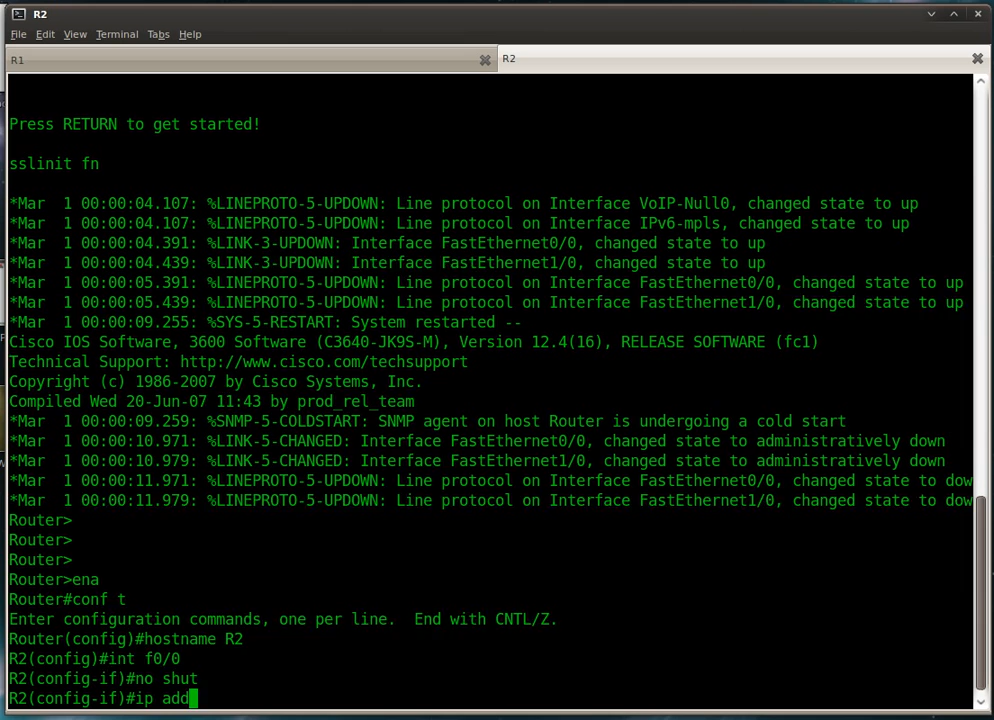 R2
File Edit View Terminal Tabs Help
R1
R2
Press RETURN to get started!
sslinit fn
*Mar  1 00:00:04.107: %LINEPROTO-5-UPDOWN: Line protocol on Interface VoIP-Null0, changed state to up
*Mar  1 00:00:04.107: %LINEPROTO-5-UPDOWN: Line protocol on Interface IPv6-mpls, changed state to up
*Mar  1 00:00:04.391: %LINK-3-UPDOWN: Interface FastEthernet0/0, changed state to up
*Mar  1 00:00:04.439: %LINK-3-UPDOWN: Interface FastEthernet1/0, changed state to up
*Mar  1 00:00:05.391: %LINEPROTO-5-UPDOWN: Line protocol on Interface FastEthernet0/0, changed state to up
*Mar  1 00:00:05.439: %LINEPROTO-5-UPDOWN: Line protocol on Interface FastEthernet1/0, changed state to up
*Mar  1 00:00:09.255: %SYS-5-RESTART: System restarted --
Cisco IOS Software, 3600 Software (C3640-JK9S-M), Version 12.4(16), RELEASE SOFTWARE (fc1)
Technical Support: http://www.cisco.com/techsupport
Copyright (c) 1986-2007 by Cisco Systems, Inc.
Compiled Wed 20-Jun-07 11:43 by prod_rel_team
*Mar  1 00:00:09.259: %SNMP-5-COLDSTART: SNMP agent on host Router is undergoing a cold start
*Mar  1 00:00:10.971: %LINK-5-CHANGED: Interface FastEthernet0/0, changed state to administratively down
*Mar  1 00:00:10.979: %LINK-5-CHANGED: Interface FastEthernet1/0, changed state to administratively down
*Mar  1 00:00:11.971: %LINEPROTO-5-UPDOWN: Line protocol on Interface FastEthernet0/0, changed state to dow
*Mar  1 00:00:11.979: %LINEPROTO-5-UPDOWN: Line protocol on Interface FastEthernet1/0, changed state to dow
Router>
Router>
Router>
Router>ena
Router#conf t
Enter configuration commands, one per line.  End with CNTL/Z.
Router(config)#hostname R2
R2(config)#int f0/0
R2(config-if)#no shut
R2(config-if)#ip add